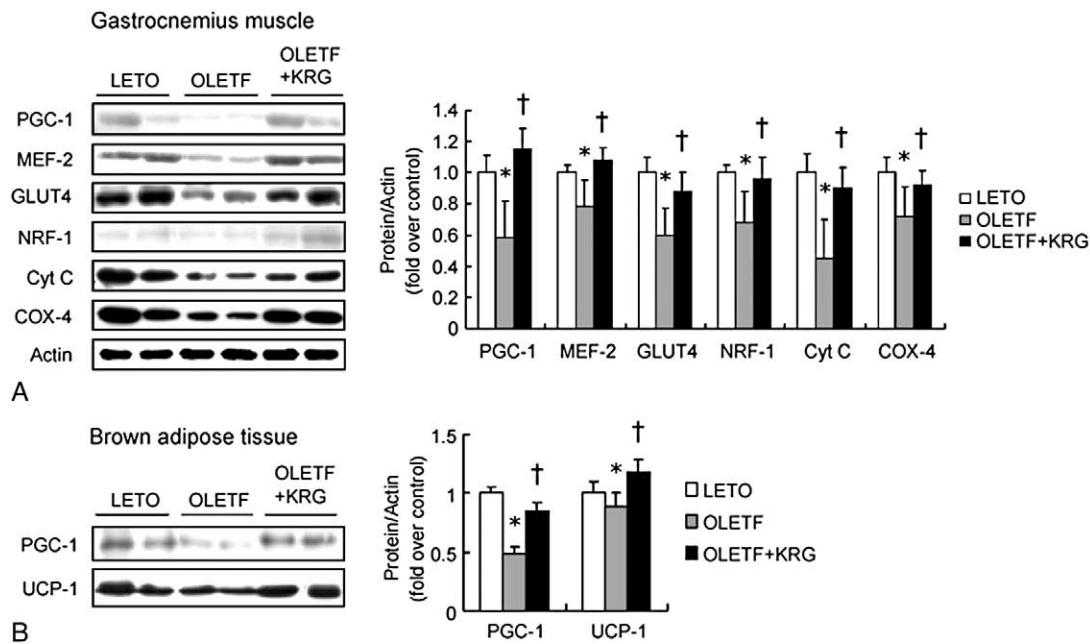 Gastrocnemius muscle
LETO OLETF OLETF
+KRG
PGC-1
MEF-2
GLUT4
NRF-1
Cyt C
COX-4
Actin
A
Protein/Actin
(fold over control)
1.4
1.2
1.0
0.8
0.6
0.4
0.2
0
* † * † * † * † * † * †
PGC-1 MEF-2 GLUT4 NRF-1 Cyt C COX-4
LETO
OLETF
OLETF+KRG
Brown adipose tissue
LETO OLETF OLETF
+KRG
PGC-1
UCP-1
B
Protein/Actin
(fold over control)
1.5
1
0.5
0
* † * †
PGC-1 UCP-1
LETO
OLETF
OLETF+KRG